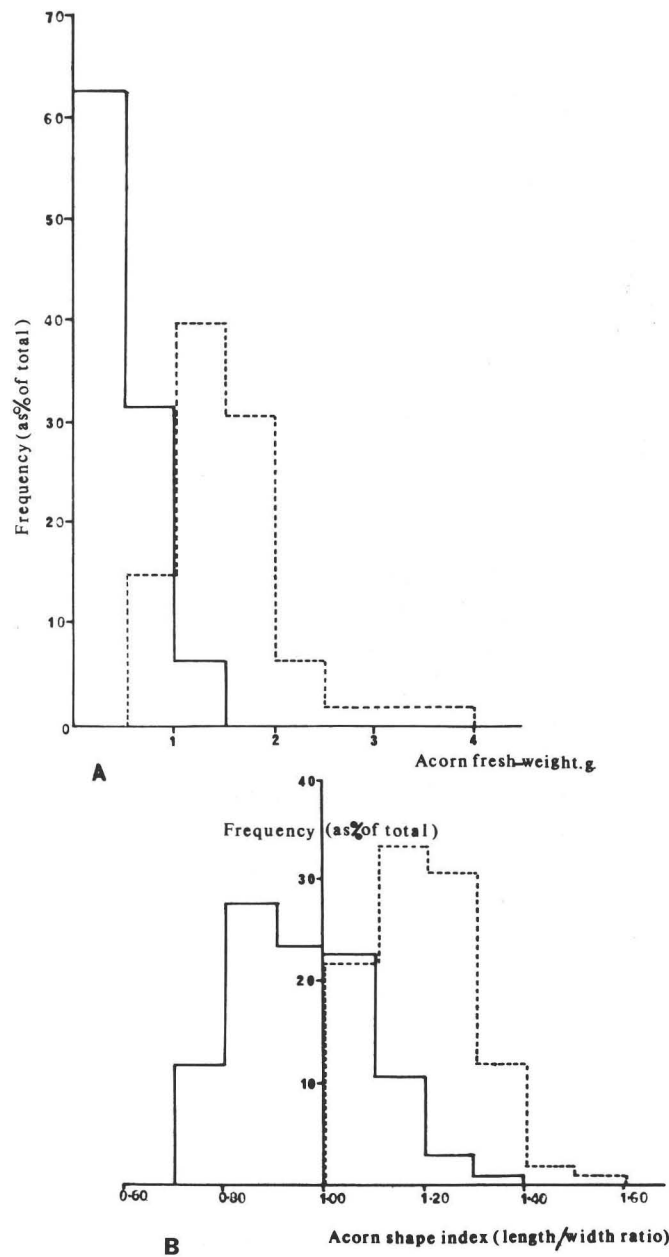 70
60
50
40
30
20
10
0
Frequency (as% of total)
1 2 3 4
Acorn fresh-weight.g.
A
40
Frequency (as% of total)
30
20
10
0·60 0·80 1·00 1·20 1·40 1·60
Acorn shape index (length/width ratio)
B